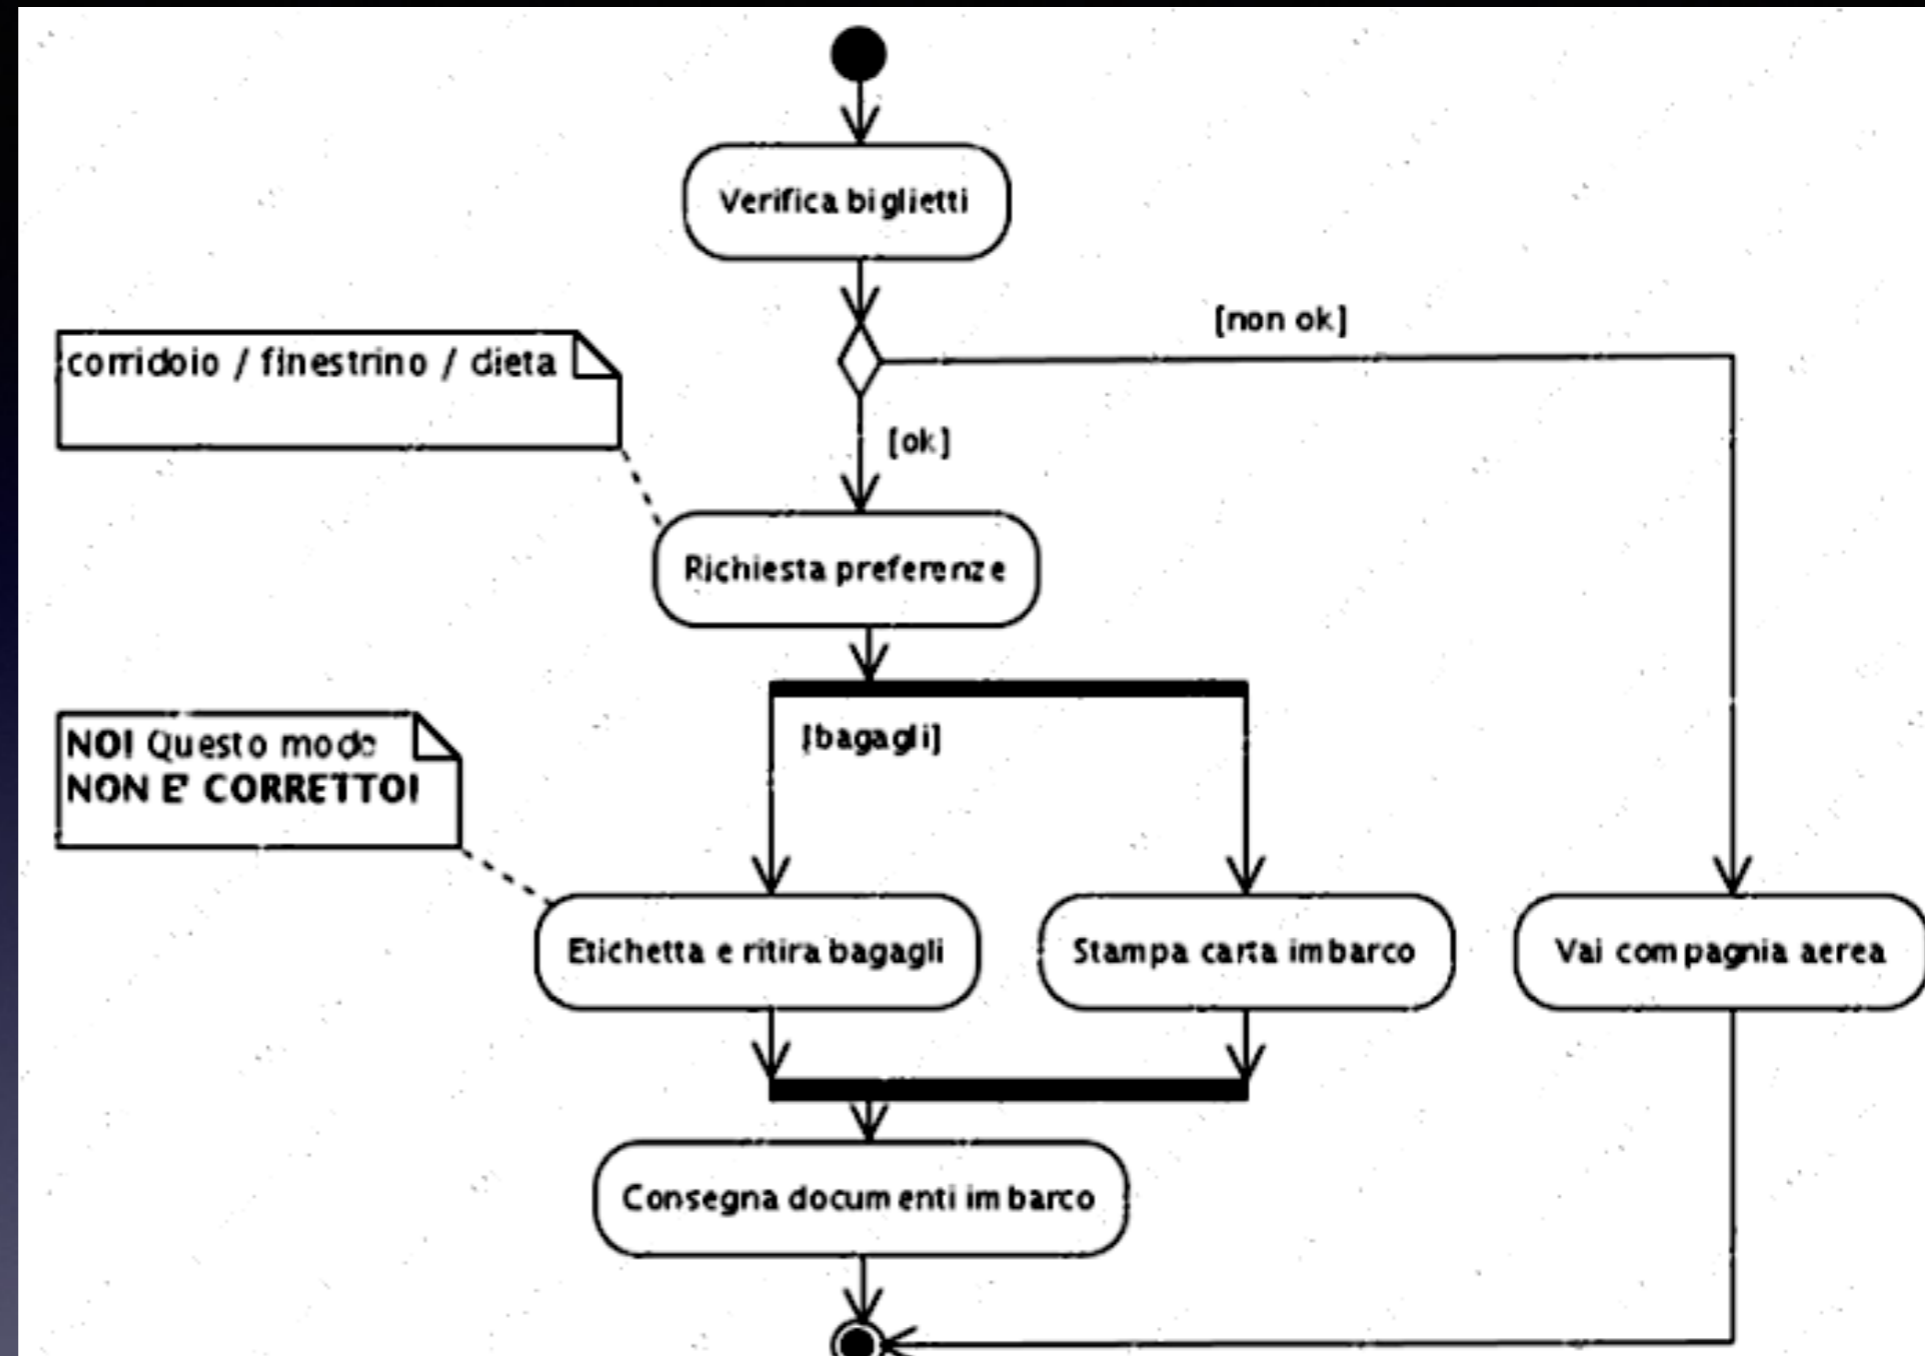 Verifica biglietti
[non ok]
corridoio / finestrino / dieta
[ok]
Richiesta preferenze
[bagagli]
NO! Questo modo
NON E' CORRETTO!
Etichetta e ritira bagagli
Stampa carta imbarco
Vai compagnia aerea
Consegna documenti imbarco